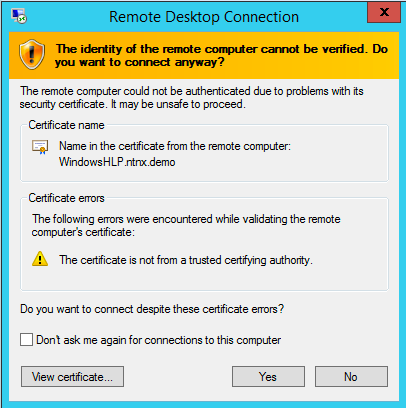 Remote Desktop Connection
The identity of the remote computer cannot be verified. Do
you want to connect anyway?
The remote computer could not be authenticated due to problems with its
security certificate. It may be unsafe to proceed.
Certificate name
Name in the certificate from the remote computer:
WindowsHLP.ntnx.demo
Certificate errors
The following errors were encountered while validating the remote
computer's certificate:
The certificate is not from a trusted certifying authority.
Do you want to connect despite these certificate errors?
Don't ask me again for connections to this computer
View certificate...
Yes
No